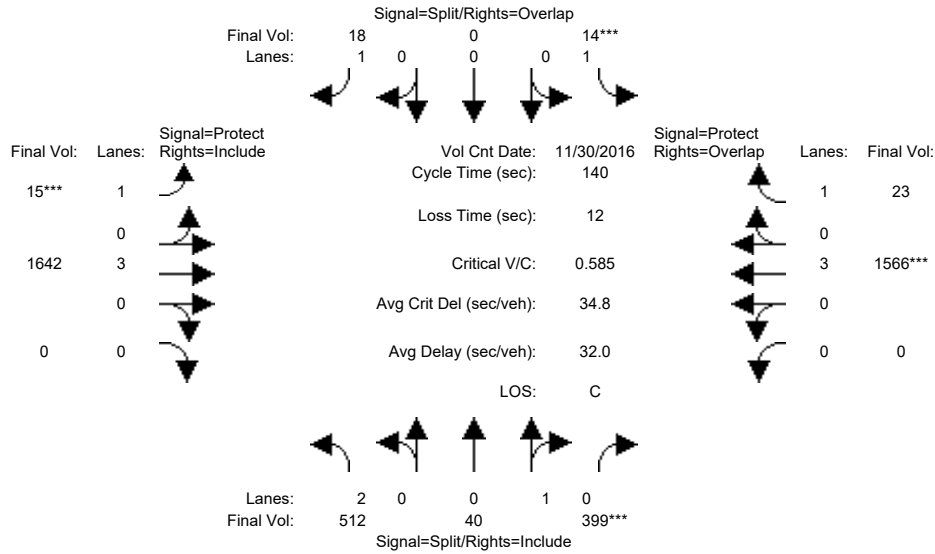 Signal=Split/Rights=Overlap
Final Vol: 18 0 14***
Lanes: 1 0 0 0 1
Signal=Protect
Final Vol: Lanes: Rights=Include
Vol Cnt Date: 11/30/2016
Signal=Protect
Rights=Overlap Lanes: Final Vol:
Cycle Time (sec): 140
15*** 1
1 23
Loss Time (sec): 12
0
0
1642 3
Critical V/C: 0.585
3 1566***
0
Avg Crit Del (sec/veh): 34.8
0
0 0
Avg Delay (sec/veh): 32.0
0 0
LOS: C
Lanes: 2 0 0 1 0
Final Vol: 512 40 399***
Signal=Split/Rights=Include